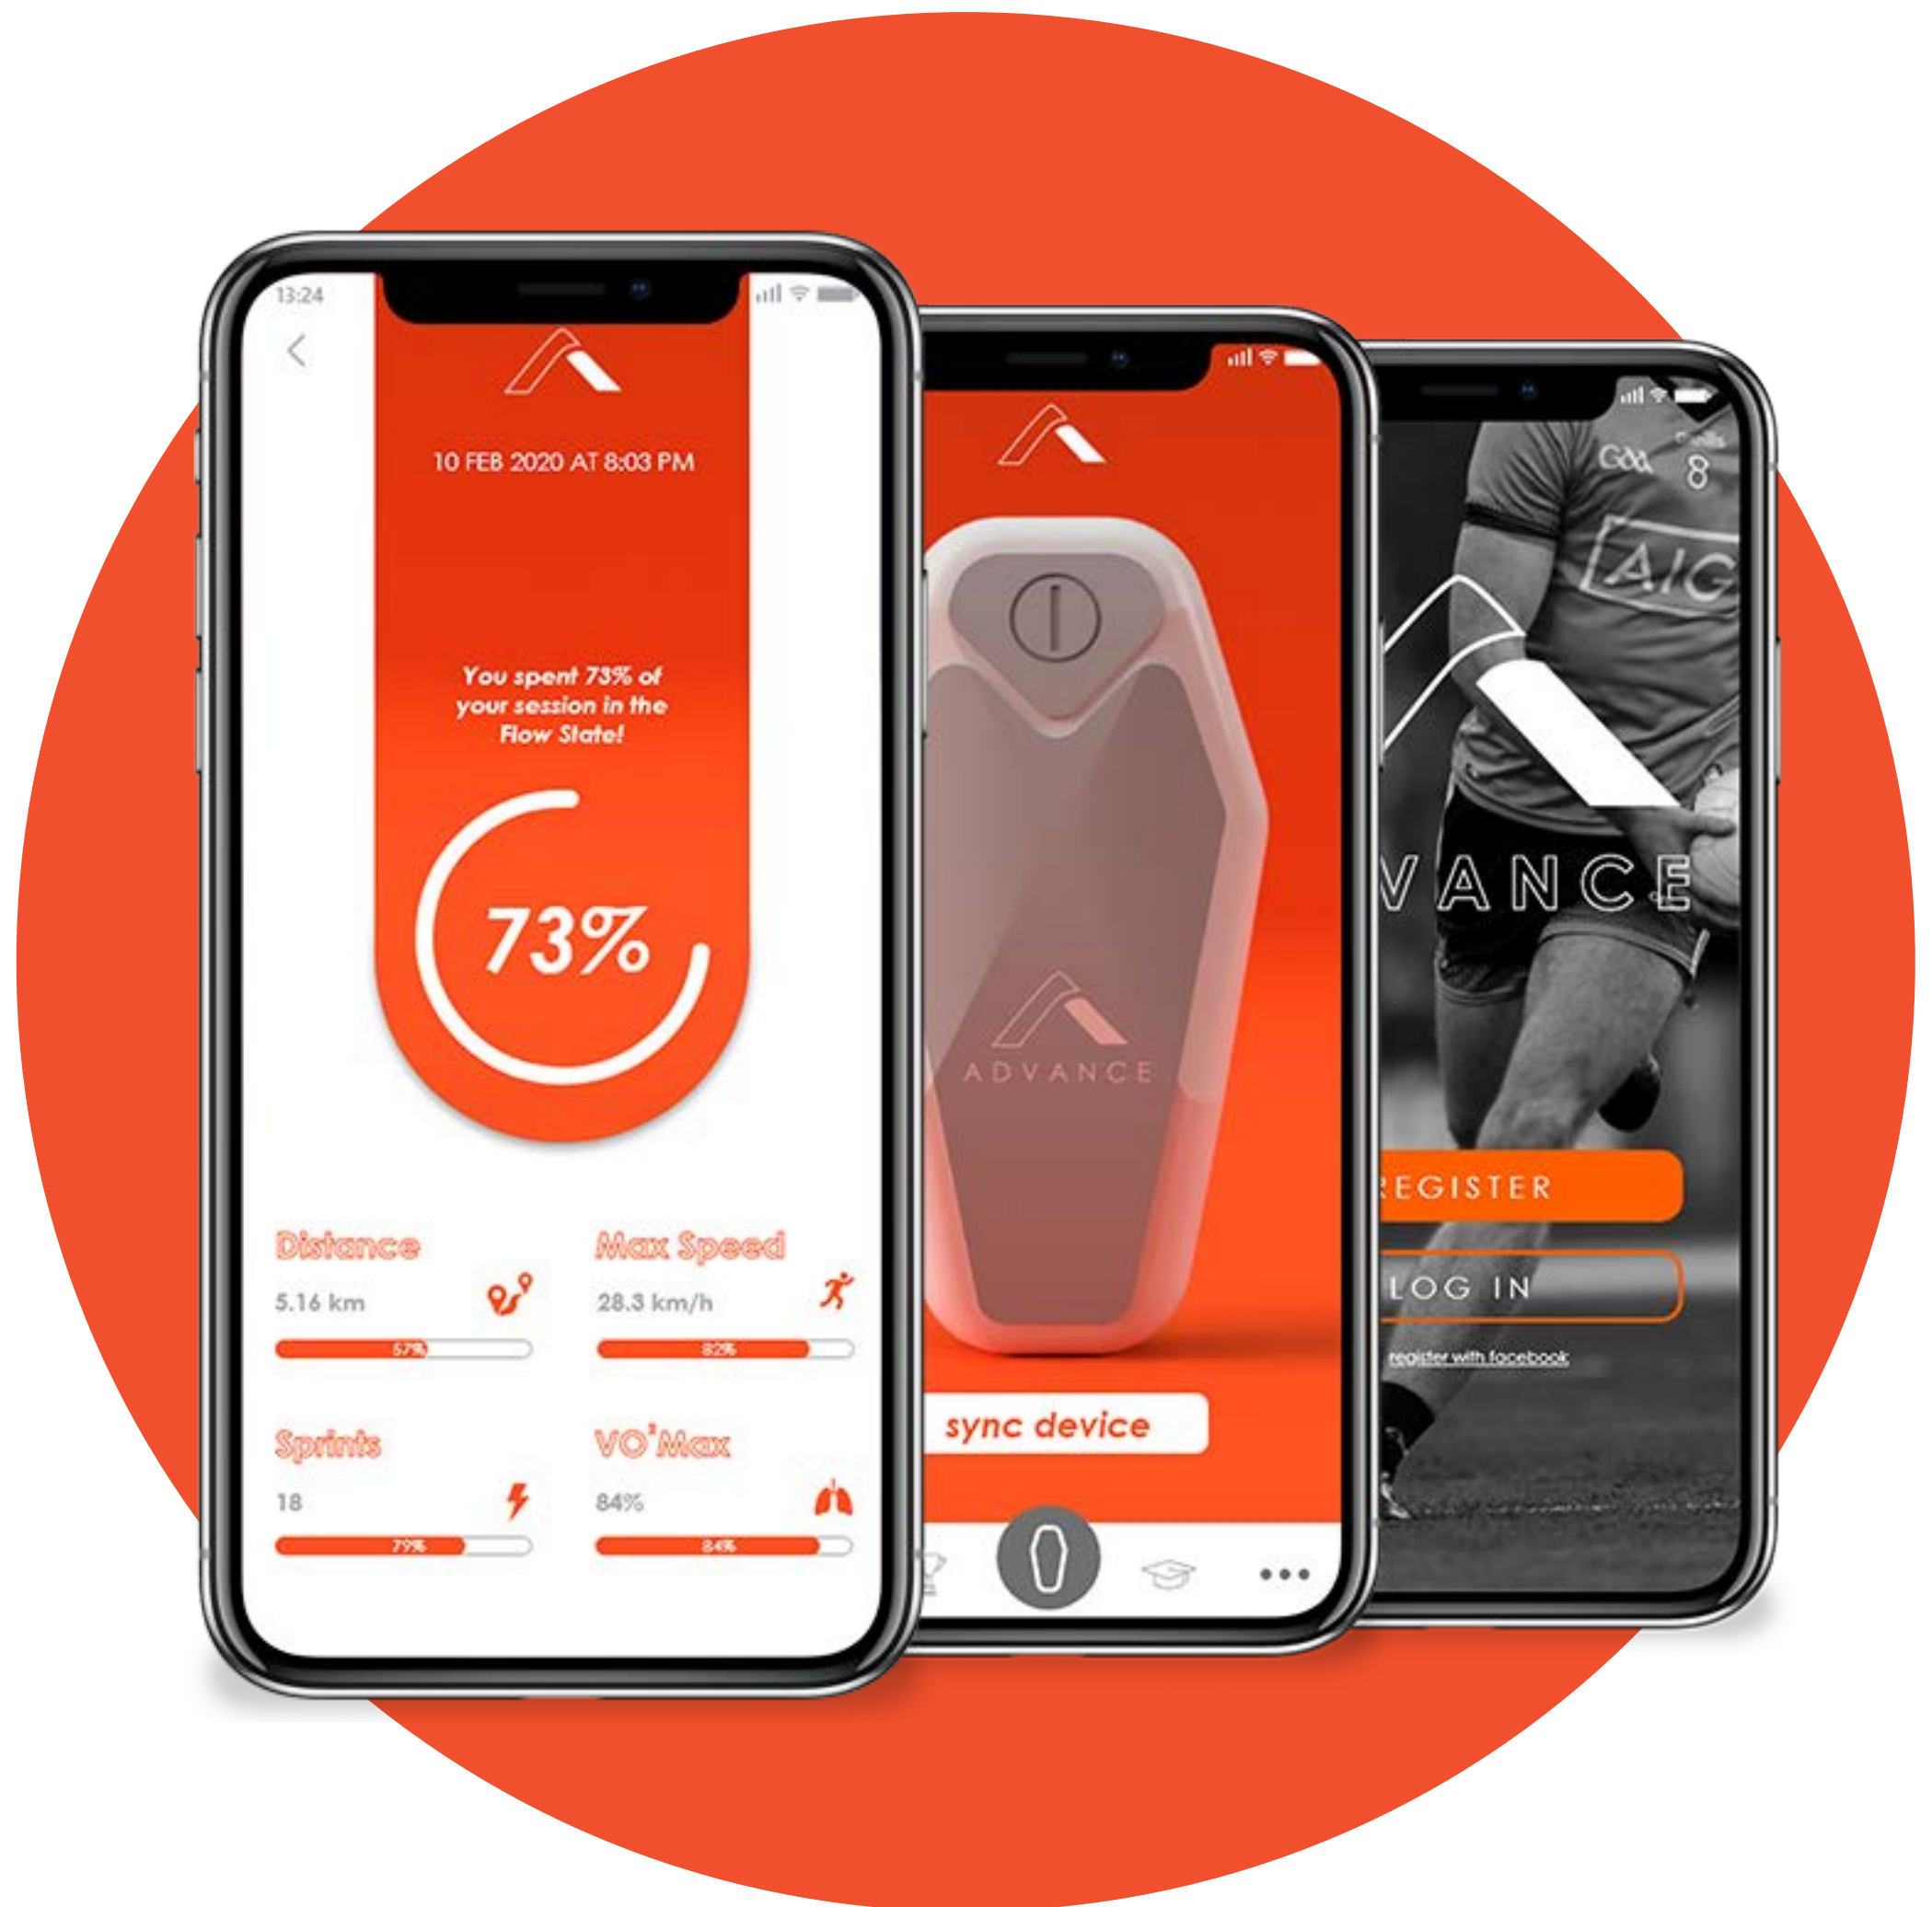 13:24
10 FEB 2020 AT 8:03 PM
You spent 73% of
your session in the
Flow State!
73%
Distance
5.16 km
57%
Max Speed
28.3 km/h
82%
Sprints
18
79%
VO²Max
84%
84%
ADVANCE
sync device
GAA
8
AIG
VANCE
REGISTER
LOG IN
register with facebook